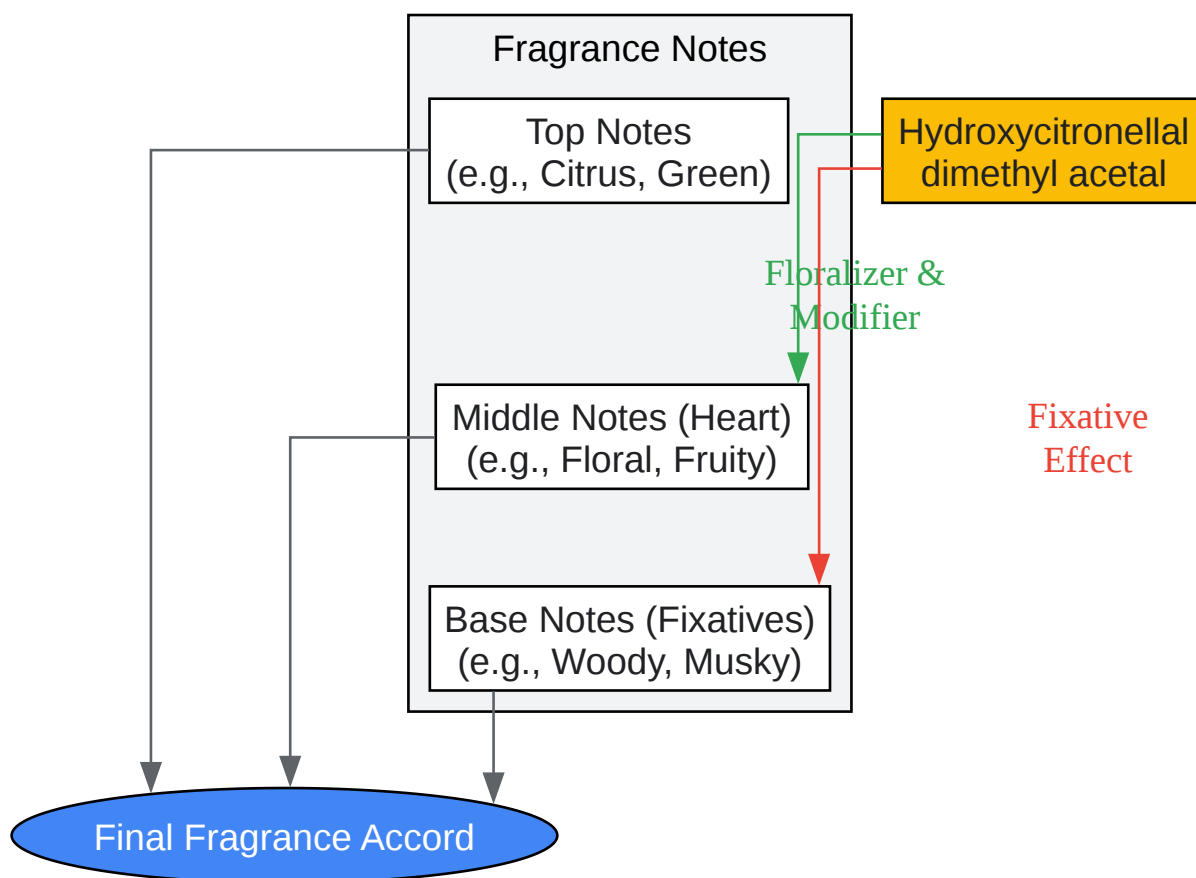 Fragrance Notes
Top Notes
(e.g., Citrus, Green)
Hydroxycitronellal
dimethyl acetal
Floralizer &
Modifier
Middle Notes (Heart)
(e.g., Floral, Fruity)
Fixative
Effect
Base Notes (Fixatives)
(e.g., Woody, Musky)
Final Fragrance Accord